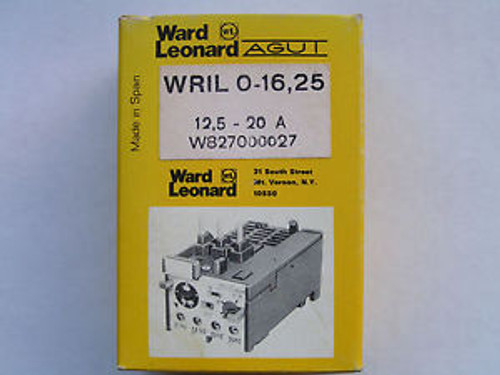 Ward
Leonard
AGUT
Made in Spain
WRIL 0-16,25
12,5 - 20 A
W827000027
Ward
Leonard
31 South Street
Mt. Vernon, N.Y.
10550